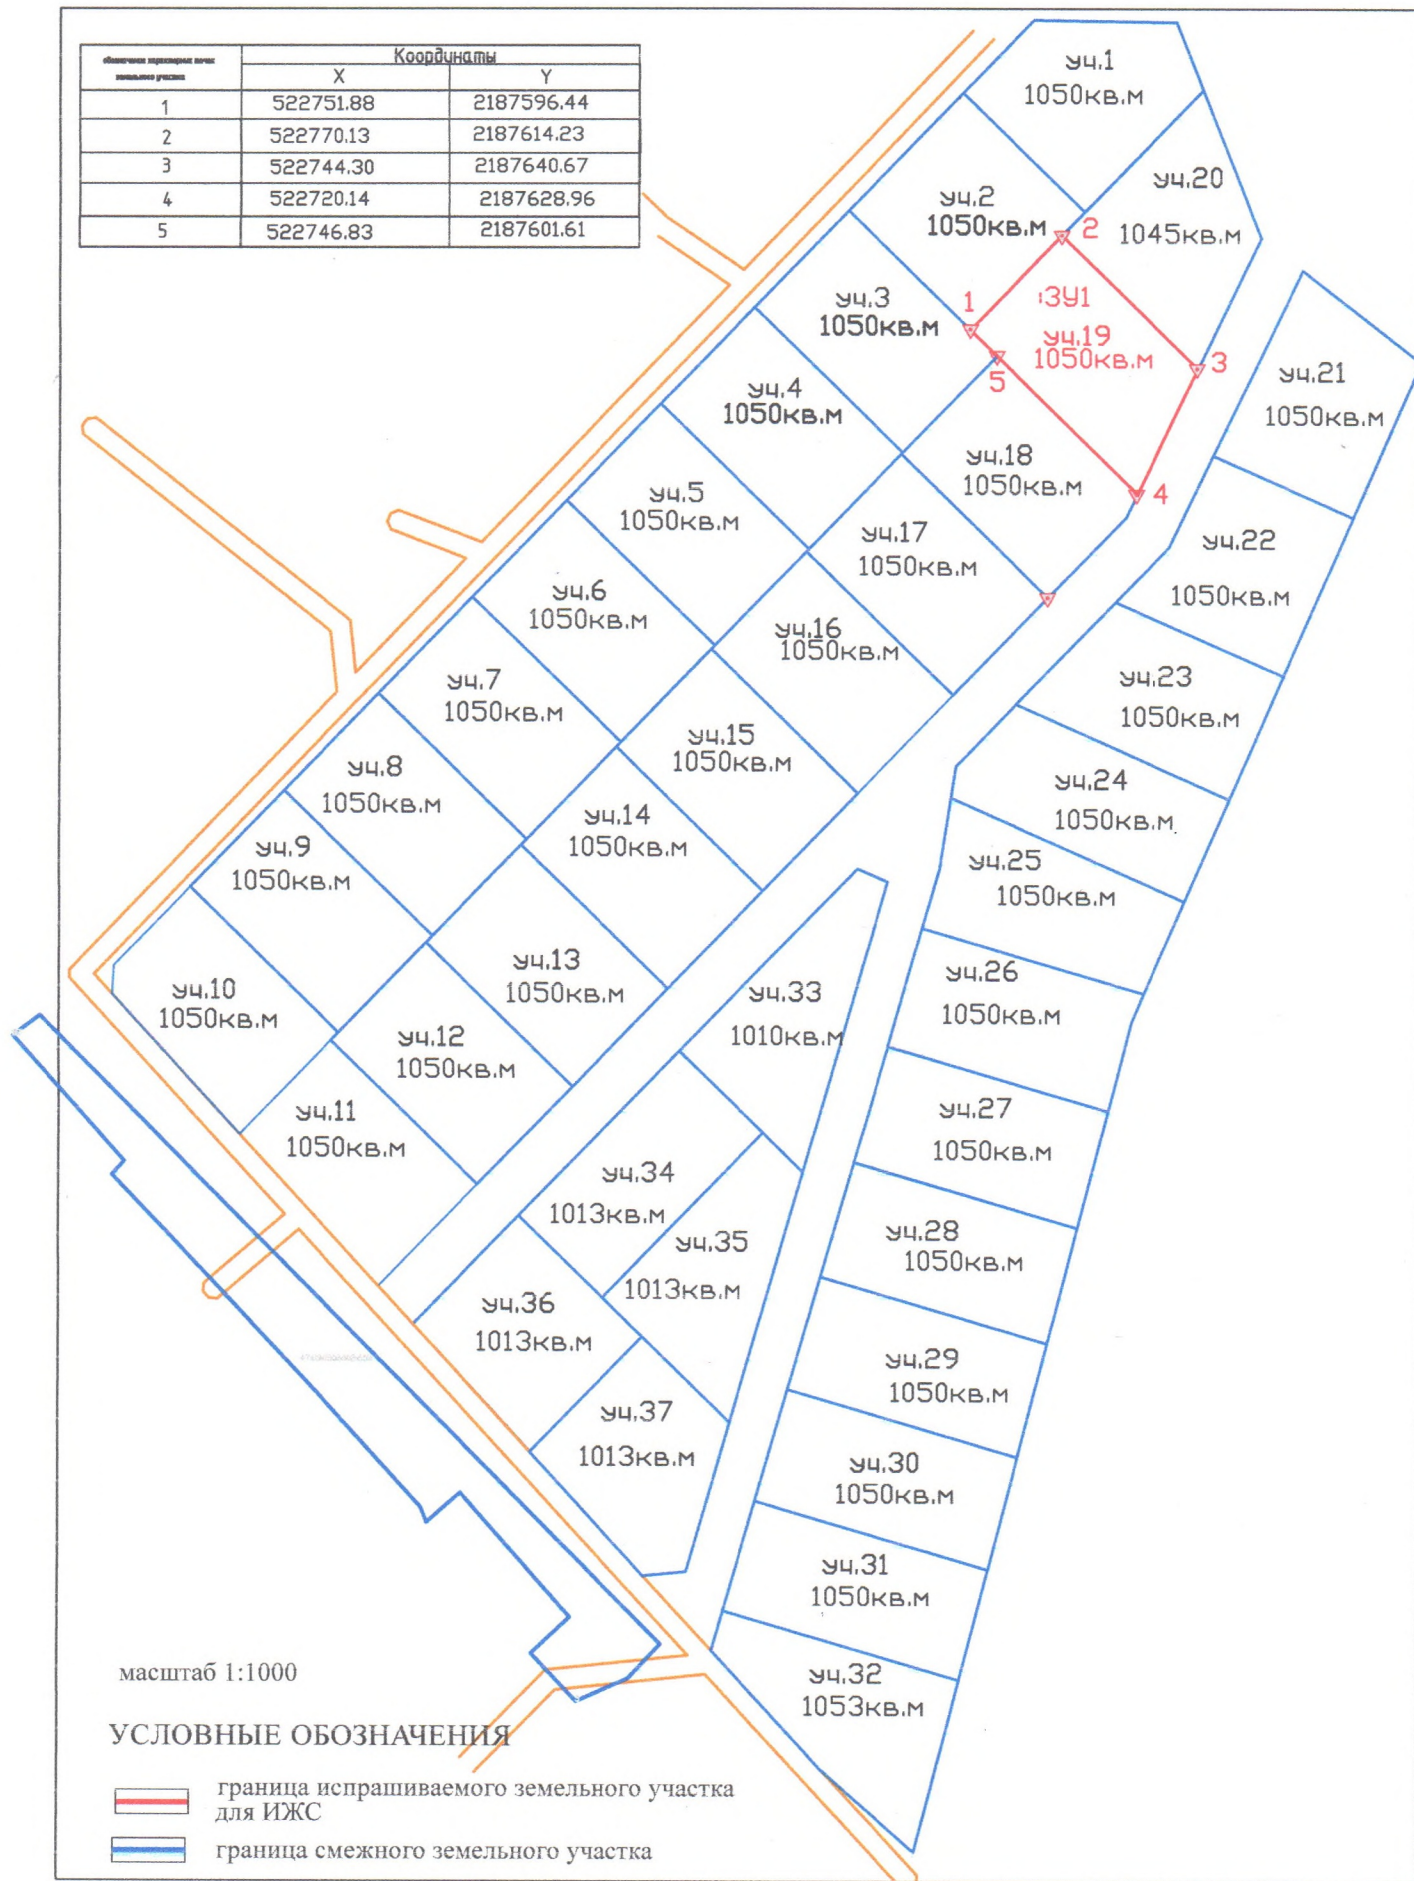 обозначение характерных точек
земельного участка
Координаты
X Y
1 522751.88 2187596.44
2 522770.13 2187614.23
3 522744.30 2187640.67
4 522720.14 2187628.96
5 522746.83 2187601.61
уч.1
1050кв.м
уч.20
1045кв.м
уч.2
1050кв.м
2
1
:ЗУ1
уч.19
1050кв.м
3
5
4
уч.3
1050кв.м
уч.4
1050кв.м
уч.21
1050кв.м
уч.18
1050кв.м
уч.5
1050кв.м
уч.17
1050кв.м
уч.22
1050кв.м
уч.6
1050кв.м
уч.16
1050кв.м
уч.23
1050кв.м
уч.7
1050кв.м
уч.15
1050кв.м
уч.8
1050кв.м
уч.24
1050кв.м
уч.14
1050кв.м
уч.9
1050кв.м
уч.25
1050кв.м
уч.13
1050кв.м
уч.10
1050кв.м
уч.26
1050кв.м
уч.33
1010кв.м
уч.12
1050кв.м
уч.11
1050кв.м
уч.27
1050кв.м
уч.34
1013кв.м
уч.35
1013кв.м
уч.28
1050кв.м
уч.36
1013кв.м
уч.29
1050кв.м
уч.37
1013кв.м
уч.30
1050кв.м
уч.31
1050кв.м
уч.32
1053кв.м
масштаб 1:1000
УСЛОВНЫЕ ОБОЗНАЧЕНИЯ
граница испрашиваемого земельного участка
для ИЖС
граница смежного земельного участка